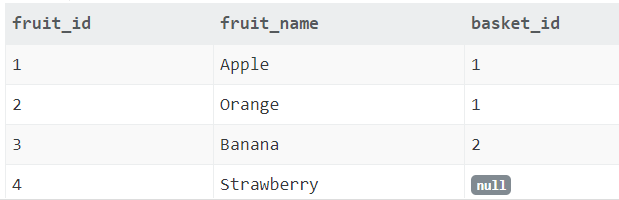 fruit_id fruit_name basket_id
1 Apple 1
2 Orange 1
3 Banana 2
4 Strawberry null